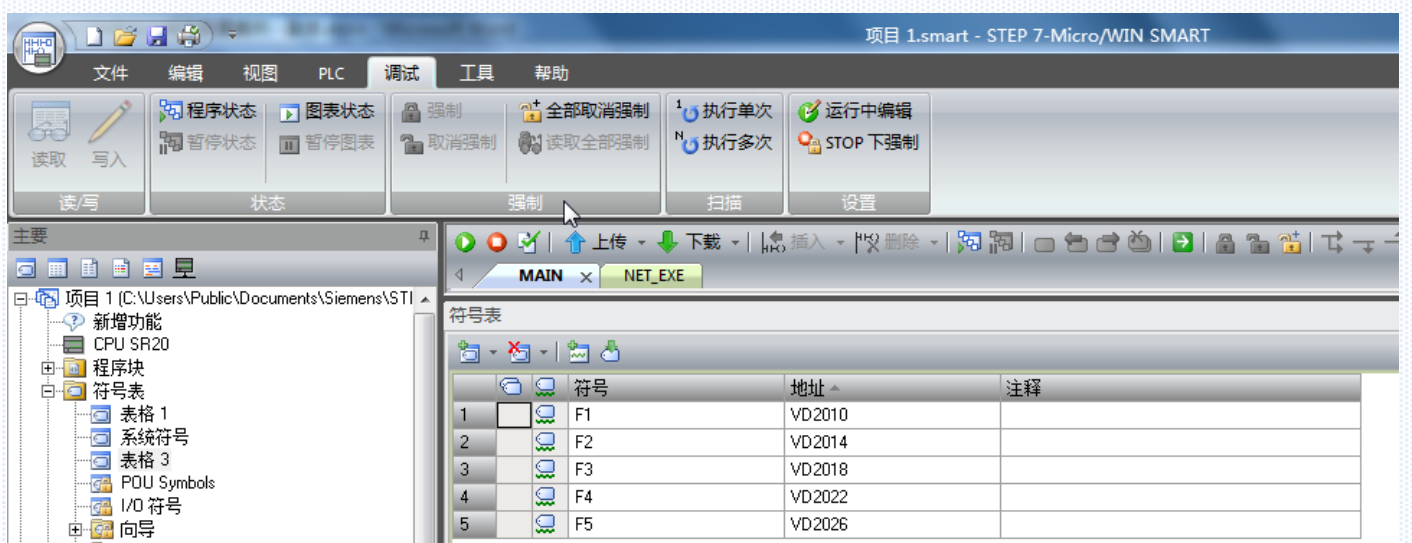 项目 1.smart - STEP 7-Micro/WIN SMART
文件 编辑 视图 PLC 调试 工具 帮助
程序状态 图表状态 强制 全部取消强制 1 执行单次 运行中编辑
读取 写入 暂停状态 暂停图表 取消强制 读取全部强制 N 执行多次 STOP 下强制
读/写 状态 强制 扫描 设置
主要
上传 下载 插入 删除
MAIN NET_EXE
项目 1 (C:\Users\Public\Documents\Siemens\STI
新增功能
CPU SR20
程序块
符号表
表格 1
系统符号
表格 3
POU Symbols
I/O 符号
向导
符号表
符号 地址 注释
1 F1 VD2010
2 F2 VD2014
3 F3 VD2018
4 F4 VD2022
5 F5 VD2026